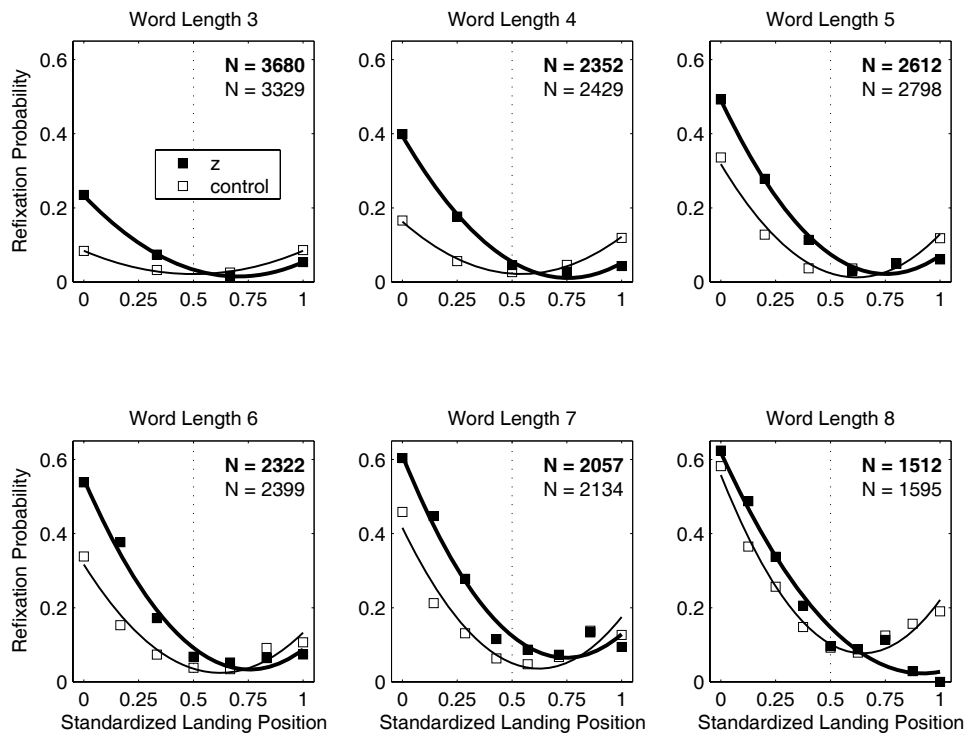 Word Length 3
Word Length 4
Word Length 5
Refixation Probability
0.6
0.4
0.2
0
N = 3680
N = 3329
z
control
0 0.25 0.5 0.75 1
0.6
0.4
0.2
0
N = 2352
N = 2429
0 0.25 0.5 0.75 1
0.6
0.4
0.2
0
N = 2612
N = 2798
0 0.25 0.5 0.75 1
Word Length 6
Word Length 7
Word Length 8
Refixation Probability
0.6
0.4
0.2
0
N = 2322
N = 2399
0 0.25 0.5 0.75 1
Standardized Landing Position
0.6
0.4
0.2
0
N = 2057
N = 2134
0 0.25 0.5 0.75 1
Standardized Landing Position
0.6
0.4
0.2
0
N = 1512
N = 1595
0 0.25 0.5 0.75 1
Standardized Landing Position